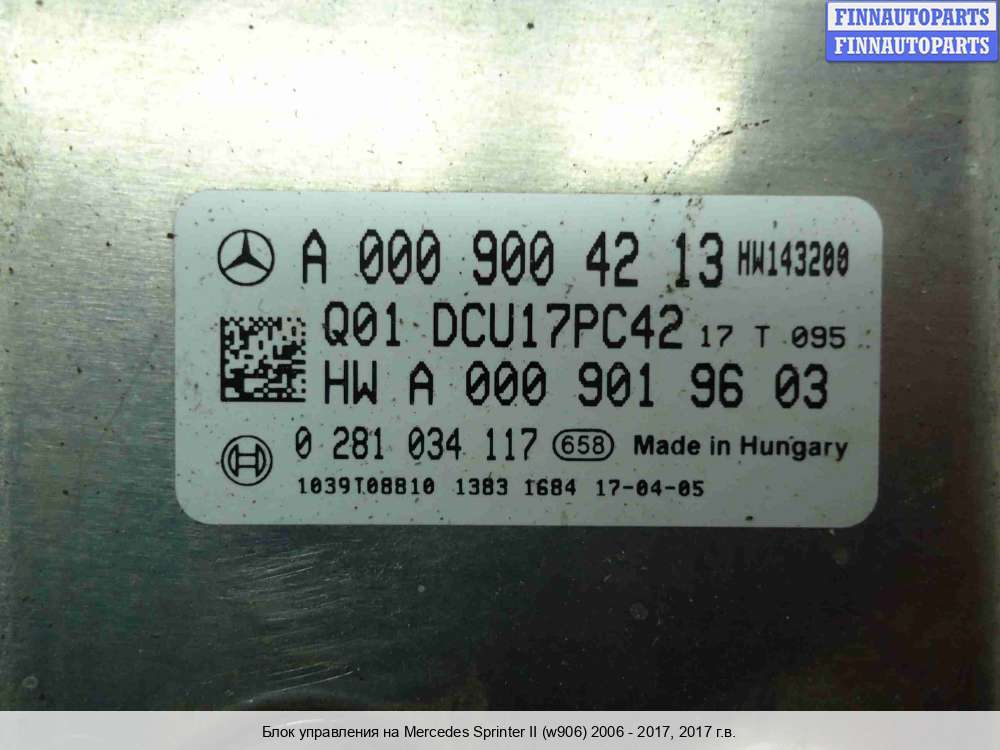 FINNAUTOPARTS
FINNAUTOPARTS
A 000 900 42 13 HW143200
Q01 DCU17PC42 17 T 095
HW A 000 901 96 03
0 281 034 117 658 Made in Hungary
1039T08810 1383 1684 17-04-05
Блок управления на Mercedes Sprinter II (w906) 2006 - 2017, 2017 г.в.